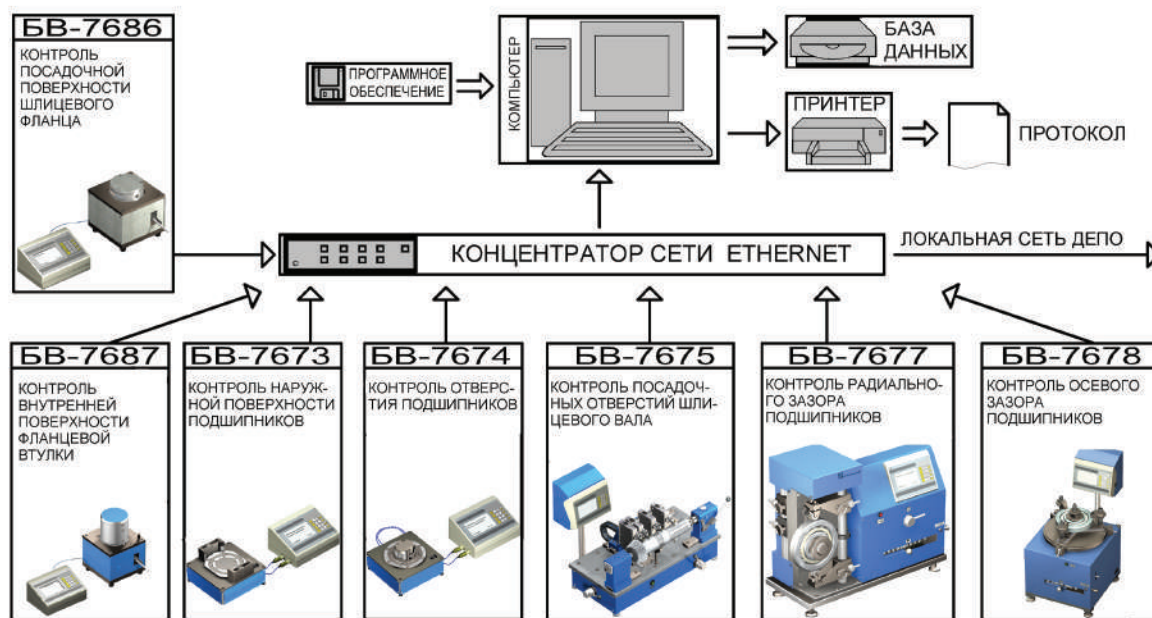 БВ-7686
КОНТРОЛЬ
ПОСАДОЧНОЙ
ПОВЕРХНОСТИ
ШЛИЦЕВОГО
ФЛАНЦА
ПРОГРАММНОЕ
ОБЕСПЕЧЕНИЕ
КОМПЬЮТЕР
БАЗА
ДАННЫХ
ПРИНТЕР
ПРОТОКОЛ
КОНЦЕНТРАТОР СЕТИ ETHERNET
ЛОКАЛЬНАЯ СЕТЬ ДЕПО
БВ-7687
КОНТРОЛЬ
ВНУТРЕННЕЙ
ПОВЕРХНОСТИ
ФЛАНЦЕВОЙ
ВТУЛКИ
БВ-7673
КОНТРОЛЬ НАРУЖ-
НОЙ ПОВЕРХНОСТИ
ПОДШИПНИКОВ
БВ-7674
КОНТРОЛЬ ОТВЕРС-
ТИЯ ПОДШИПНИКОВ
БВ-7675
КОНТРОЛЬ ПОСАДОЧ-
НЫХ ОТВЕРСТИЙ ШЛИ-
ЦЕВОГО ВАЛА
БВ-7677
КОНТРОЛЬ РАДИАЛЬНО-
ГО ЗАЗОРА
ПОДШИПНИКОВ
БВ-7678
КОНТРОЛЬ ОСЕВОГО
ЗАЗОРА
ПОДШИПНИКОВ